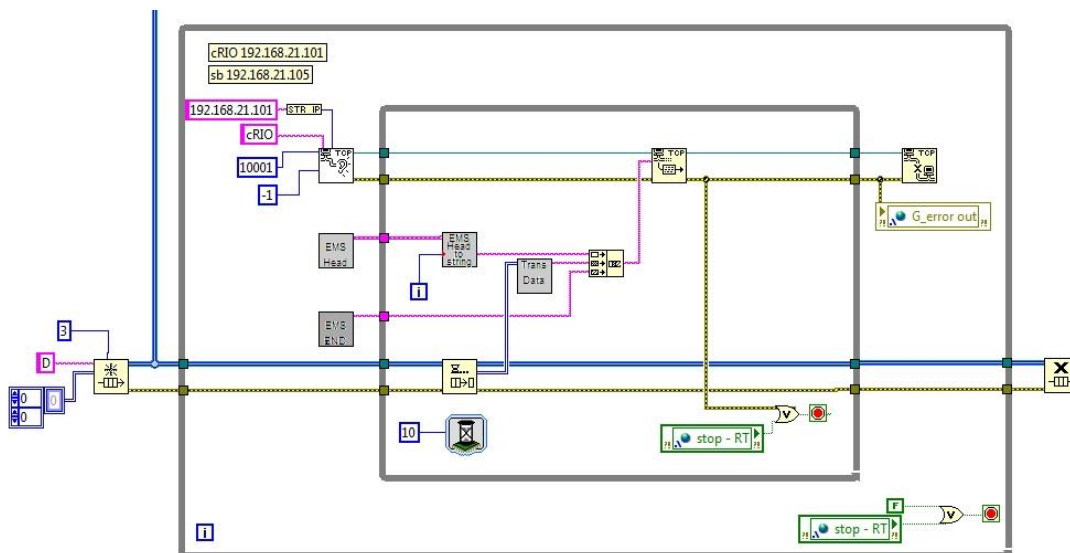 cRIO 192.168.21.101
sb 192.168.21.105
192.168.21.101
STR IP
cRIO
10001
-1
TCP
TCP
TCP
G_error out
EMS
Head
EMS
Head
to
string
i
Trans
Data
EMS
END
3
D
0
0
0
10
stop - RT
V
F
stop - RT
V
i